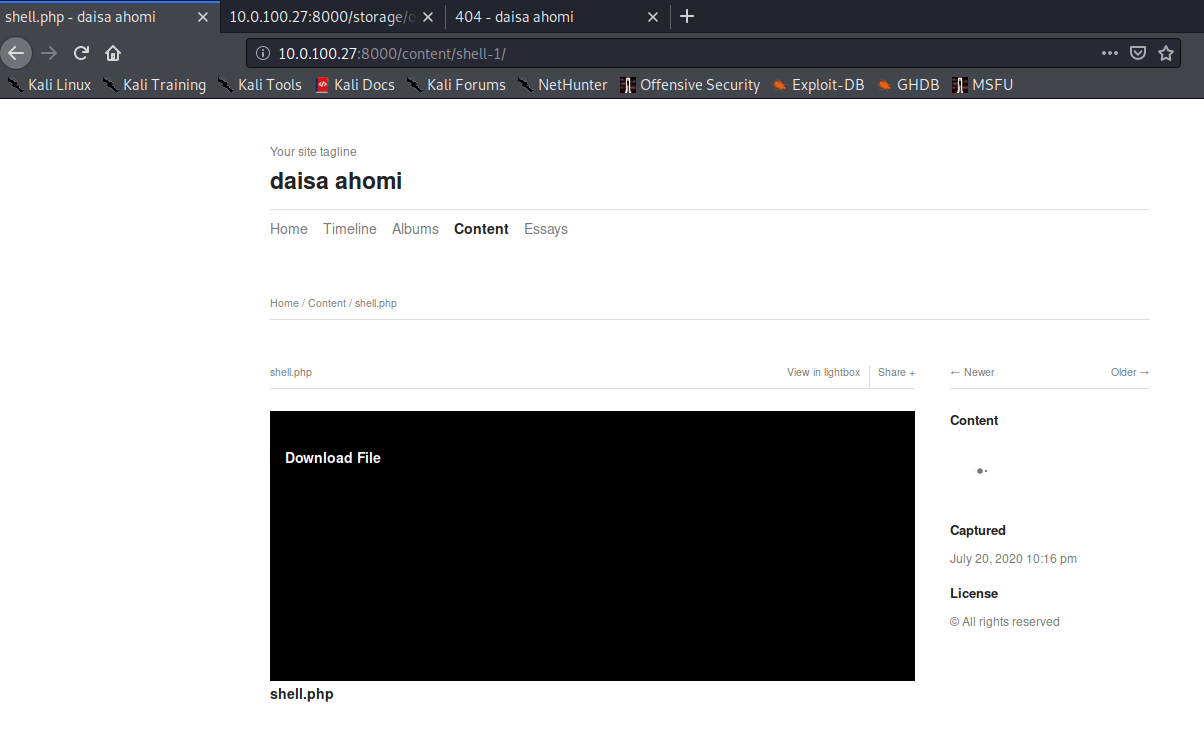 shell.php - daisa ahomi 10.0.100.27:8000/storage/o 404 - daisa ahomi
10.0.100.27:8000/content/shell-1/
Kali Linux Kali Training Kali Tools Kali Docs Kali Forums NetHunter Offensive Security Exploit-DB GHDB MSFU
Your site tagline
daisa ahomi
Home Timeline Albums Content Essays
Home / Content / shell.php
shell.php View in lightbox Share + ← Newer Older →
Download File
shell.php
Content
Captured
July 20, 2020 10:16 pm
License
© All rights reserved